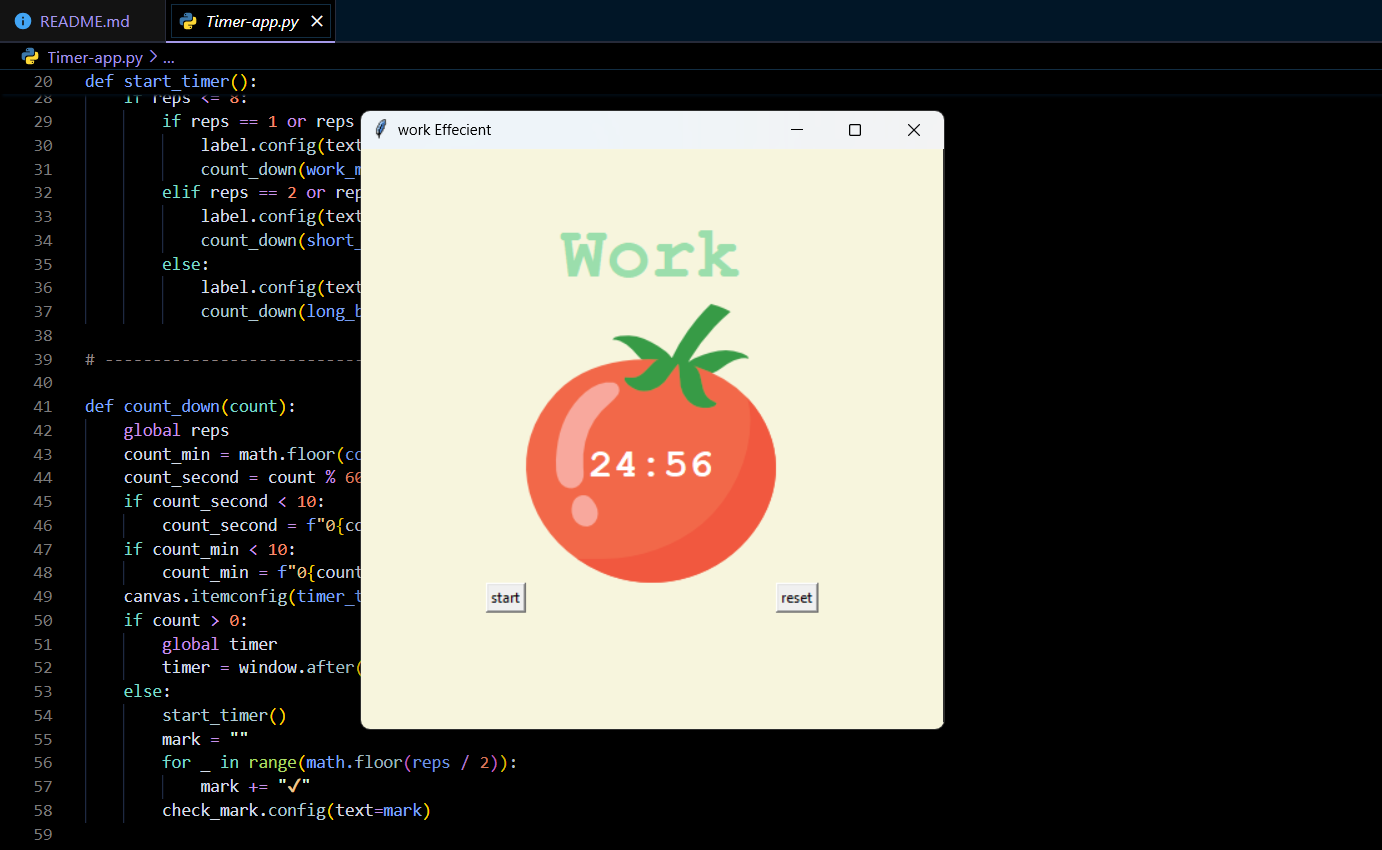 README.md
Timer-app.py
Timer-app.py > ...
20 def start_timer():
28 if reps <= 8:
29 if reps == 1 or reps
30 label.config(text
31 count_down(work_m
32 elif reps == 2 or rep
33 label.config(text
34 count_down(short_
35 else:
36 label.config(text
37 count_down(long_b
38
39 # ---------------------------
40
41 def count_down(count):
42 global reps
43 count_min = math.floor(co
44 count_second = count % 60
45 if count_second < 10:
46 count_second = f"0{co
47 if count_min < 10:
48 count_min = f"0{count
49 canvas.itemconfig(timer_t
50 if count > 0:
51 global timer
52 timer = window.after(
53 else:
54 start_timer()
55 mark = ""
56 for _ in range(math.floor(reps / 2)):
57 mark += "✓"
58 check_mark.config(text=mark)
59
work Effecient
Work
24:56
start
reset